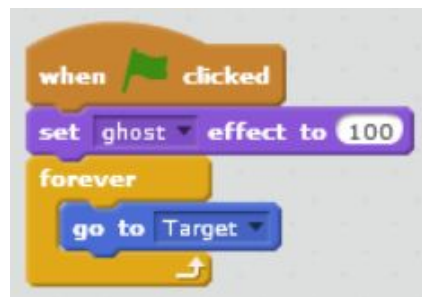 when clicked
set ghost effect to 100
forever
go to Target